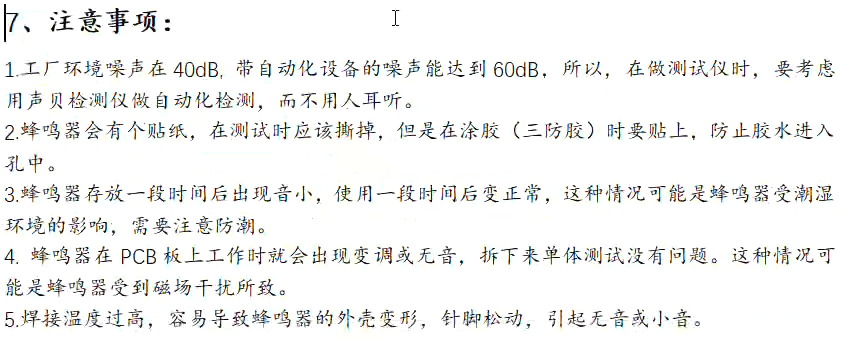 7、注意事项：
1.工厂环境噪声在 40dB, 带自动化设备的噪声能达到 60dB，所以，在做测试仪时，要考虑
用声贝检测仪做自动化检测，而不用人耳听。
2.蜂鸣器会有个贴纸，在测试时应该撕掉，但是在涂胶（三防胶）时要贴上，防止胶水进入
孔中。
3.蜂鸣器存放一段时间后出现音小，使用一段时间后变正常，这种情况可能是蜂鸣器受潮湿
环境的影响，需要注意防潮。
4. 蜂鸣器在 PCB 板上工作时就会出现变调或无音，拆下来单体测试没有问题。这种情况可
能是蜂鸣器受到磁场干扰所致。
5.焊接温度过高，容易导致蜂鸣器的外壳变形，针脚松动，引起无音或小音。